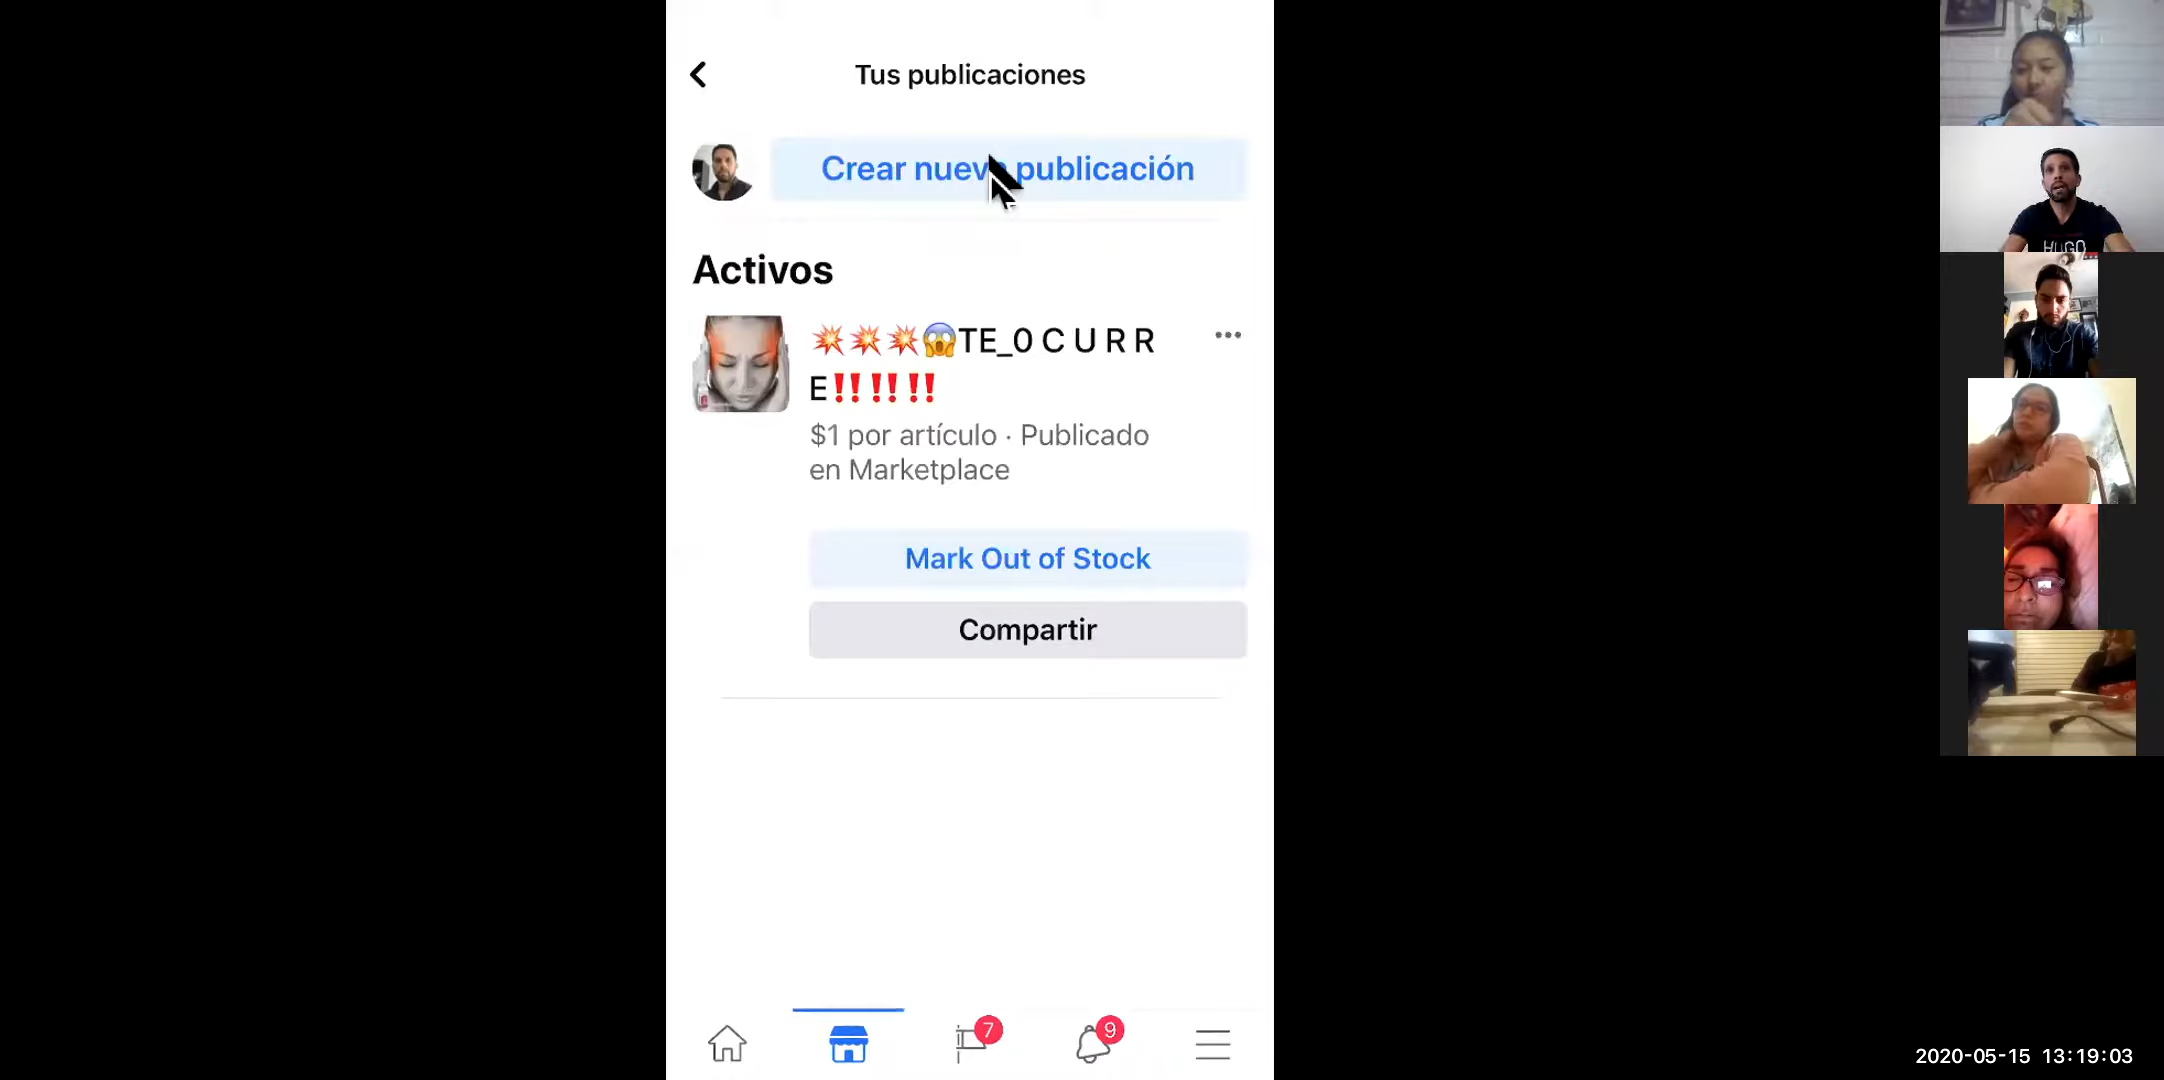 Tus publicaciones
Crear nueva publicación
Activos
💥💥💥😱TE_0 C U R R
E‼️‼️‼️
$1 por artículo · Publicado
en Marketplace
Mark Out of Stock
Compartir
7
9
HUGO
2020-05-15 13:19:03